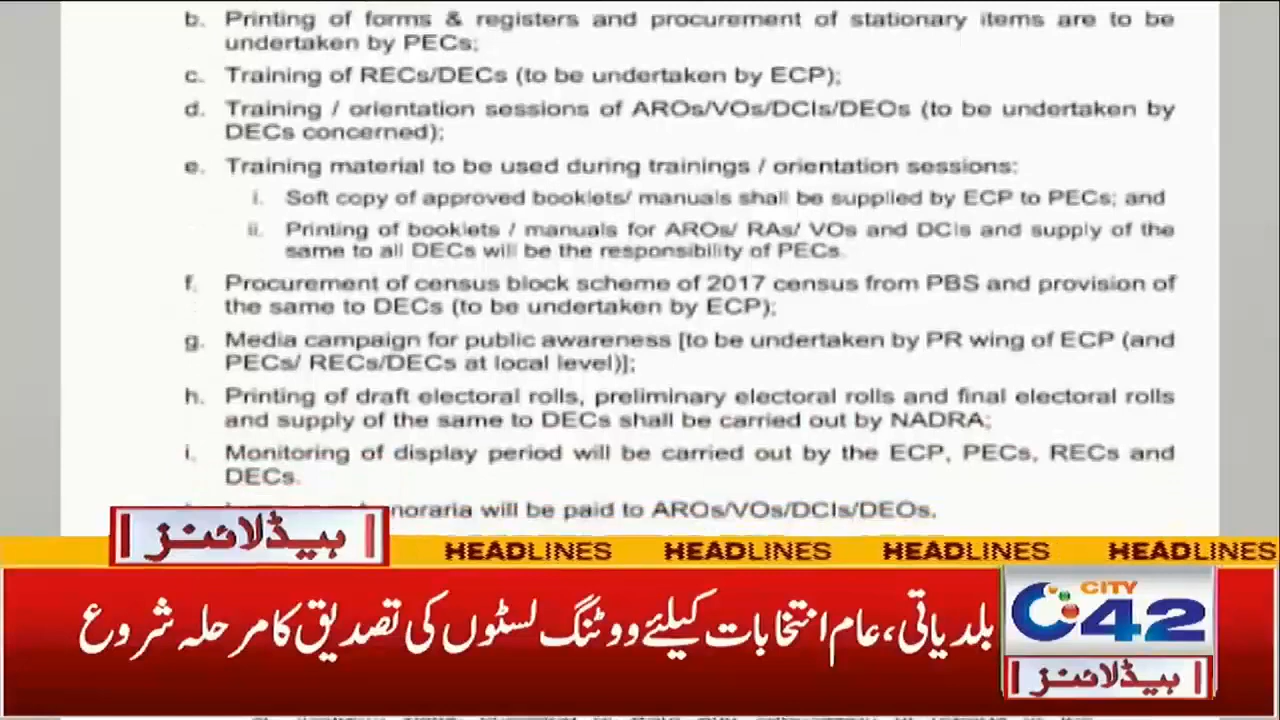 b. Printing of forms & registers and procurement of stationary items are to be
undertaken by PECs;
c. Training of RECs/DECs (to be undertaken by ECP);
d. Training / orientation sessions of AROs/VOs/DCIs/DEOs (to be undertaken by
DECs concerned);
e. Training material to be used during trainings / orientation sessions:
i. Soft copy of approved booklets/ manuals shall be supplied by ECP to PECs; and
ii. Printing of booklets / manuals for AROs/ RAs/ VOs and DCIs and supply of the
same to all DECs will be the responsibility of PECs.
f. Procurement of census block scheme of 2017 census from PBS and provision of
the same to DECs (to be undertaken by ECP);
g. Media campaign for public awareness [to be undertaken by PR wing of ECP (and
PECs/ RECs/DECs at local level)];
h. Printing of draft electoral rolls, preliminary electoral rolls and final electoral rolls
and supply of the same to DECs shall be carried out by NADRA;
i. Monitoring of display period will be carried out by the ECP, PECs, RECs and
DECs.
will be paid to AROs/VOs/DCIs/DEOs.
ہیڈلائنز
HEADLINES HEADLINES HEADLINES HEADLINES
بلدیاتی، عام انتخابات کیلئے ووٹنگ لسٹوں کی تصدیق کا مرحلہ شروع
CITY
42
ہیڈلائنز